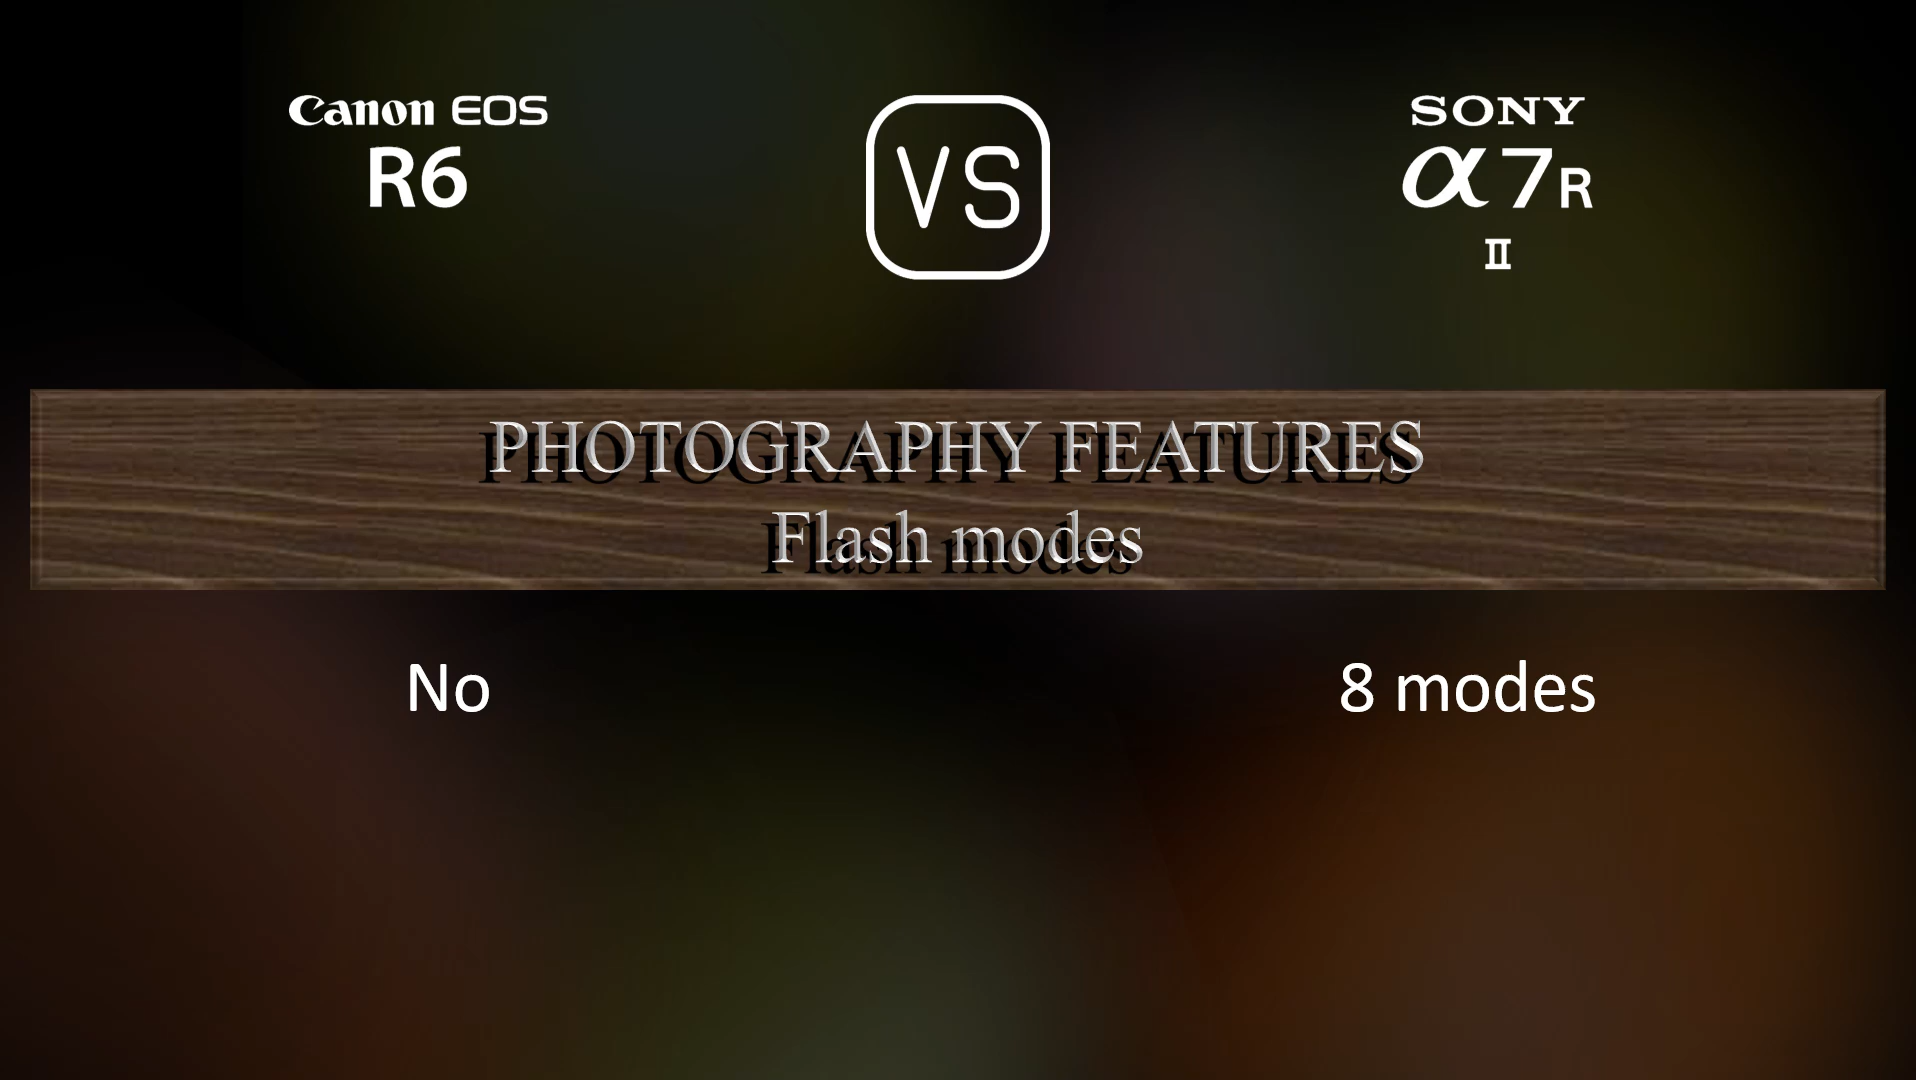 Canon EOS
R6
VS
SONY
α7R
II
PHOTOGRAPHY FEATURES
Flash modes
No
8 modes